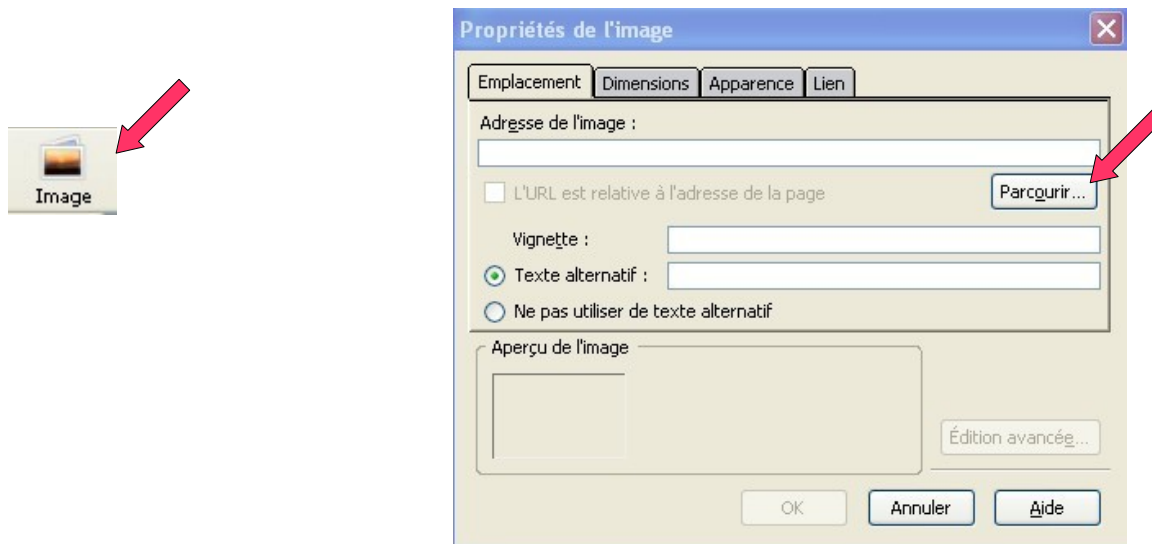 Image
Propriétés de l'image
Emplacement Dimensions Apparence Lien
Adresse de l'image :
L'URL est relative à l'adresse de la page
Parcourir...
Vignette :
Texte alternatif :
Ne pas utiliser de texte alternatif
Aperçu de l'image
Édition avancée...
OK Annuler Aide